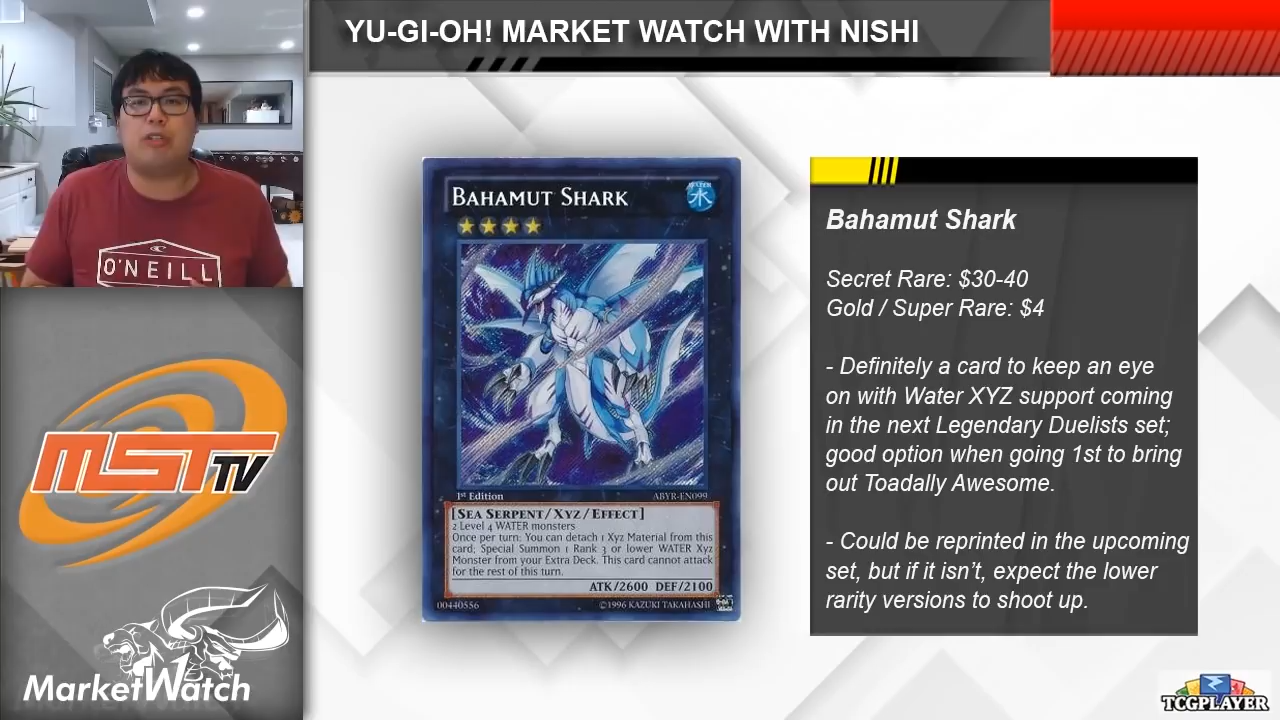 YU-GI-OH! MARKET WATCH WITH NISHI
O'NEILL
MST TV
MarketWatch
BAHAMUT SHARK
WATER
水
1st Edition
ABYR-EN099
[SEA SERPENT/XYZ/EFFECT]
2 Level 4 WATER monsters
Once per turn: You can detach 1 Xyz Material from this
card; Special Summon 1 Rank 3 or lower WATER Xyz
Monster from your Extra Deck. This card cannot attack
for the rest of this turn.
ATK/2600 DEF/2100
00440556
©1996 KAZUKI TAKAHASHI
Bahamut Shark
Secret Rare: $30-40
Gold / Super Rare: $4
- Definitely a card to keep an eye
on with Water XYZ support coming
in the next Legendary Duelists set;
good option when going 1st to bring
out Toadally Awesome.
- Could be reprinted in the upcoming
set, but if it isn't, expect the lower
rarity versions to shoot up.
TCGPLAYER